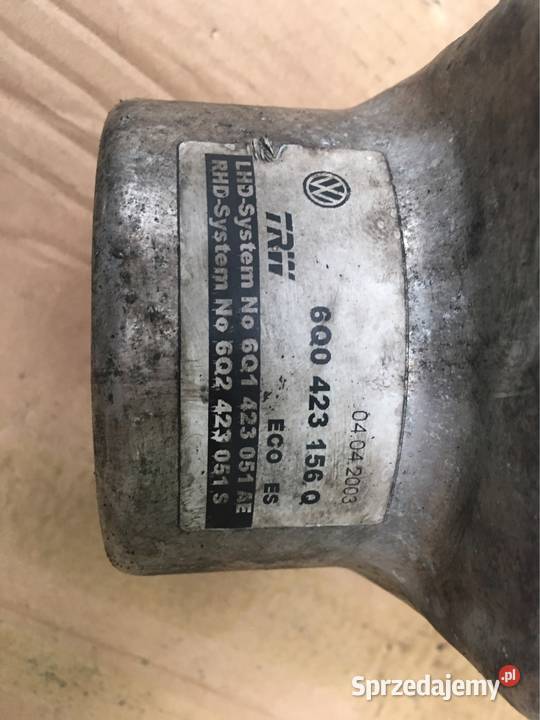 TRW
04.04.2003
6Q0 423 156 Q
ECO ES
LHD-System No 6Q1 423 051 AE
RHD-System No 6Q2 423 051 S
Sprzedajemy.pl